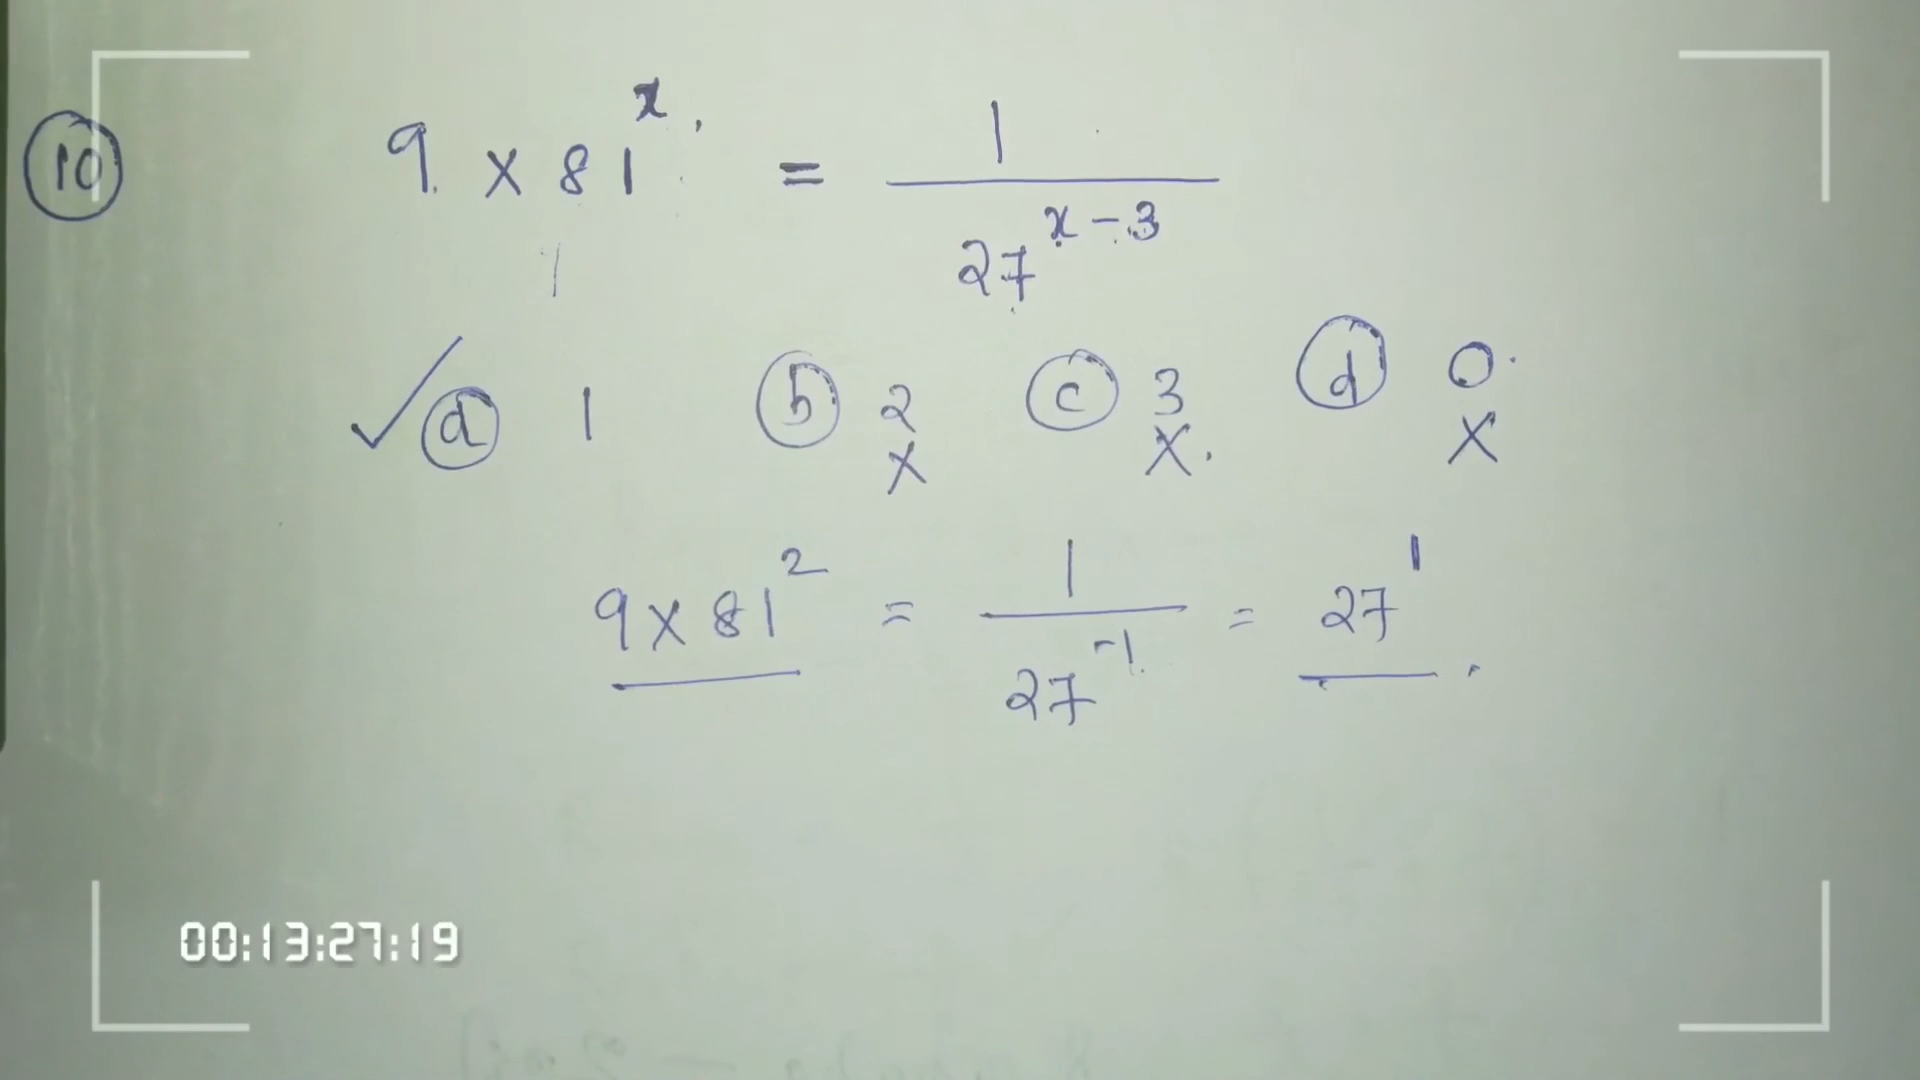 10 9 × 81^x = 1 / 27^(x-3)
✓ a 1 b 2 c 3 d 0
X X X
9 × 81^2 = 1 / 27^-1 = 27^1
00:13:27:19